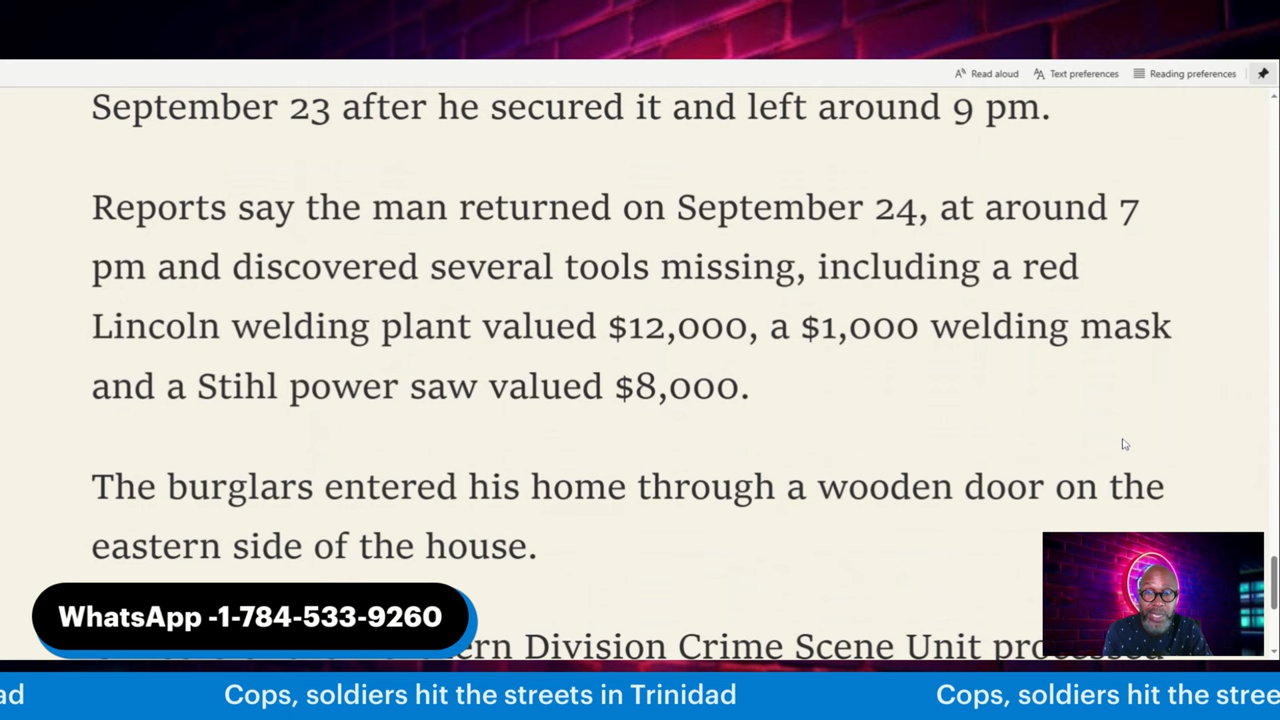 Read aloud Text preferences Reading preferences
September 23 after he secured it and left around 9 pm.
Reports say the man returned on September 24, at around 7
pm and discovered several tools missing, including a red
Lincoln welding plant valued $12,000, a $1,000 welding mask
and a Stihl power saw valued $8,000.
The burglars entered his home through a wooden door on the
eastern side of the house.
Division Crime Scene Unit processed
WhatsApp -1-784-533-9260
ad Cops, soldiers hit the streets in Trinidad Cops, soldiers hit the stree